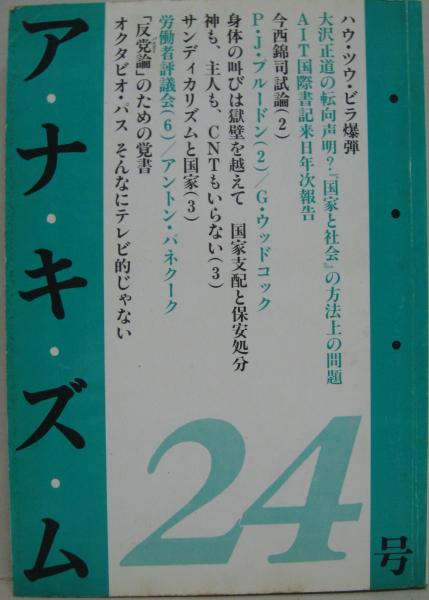 ハウ・ツウ・ビラ爆弾
大沢正道の転向声明?『国家と社会』の方法上の問題
AIT国際書記来日年次報告
今西錦司試論(2)
P・J・プルードン(2)/G・ウッドコック
身体の叫びは獄壁を越えて 国家支配と保安処分
神も、主人も、CNTもいらない(3)
サンディカリズムと国家(3)
労働者評議会(6)/アントン・パネクーク
「反党論」のための覚書
オクタビオ・パス そんなにテレビ的じゃない
ア・ナ・キ・ズ・ム
24
号